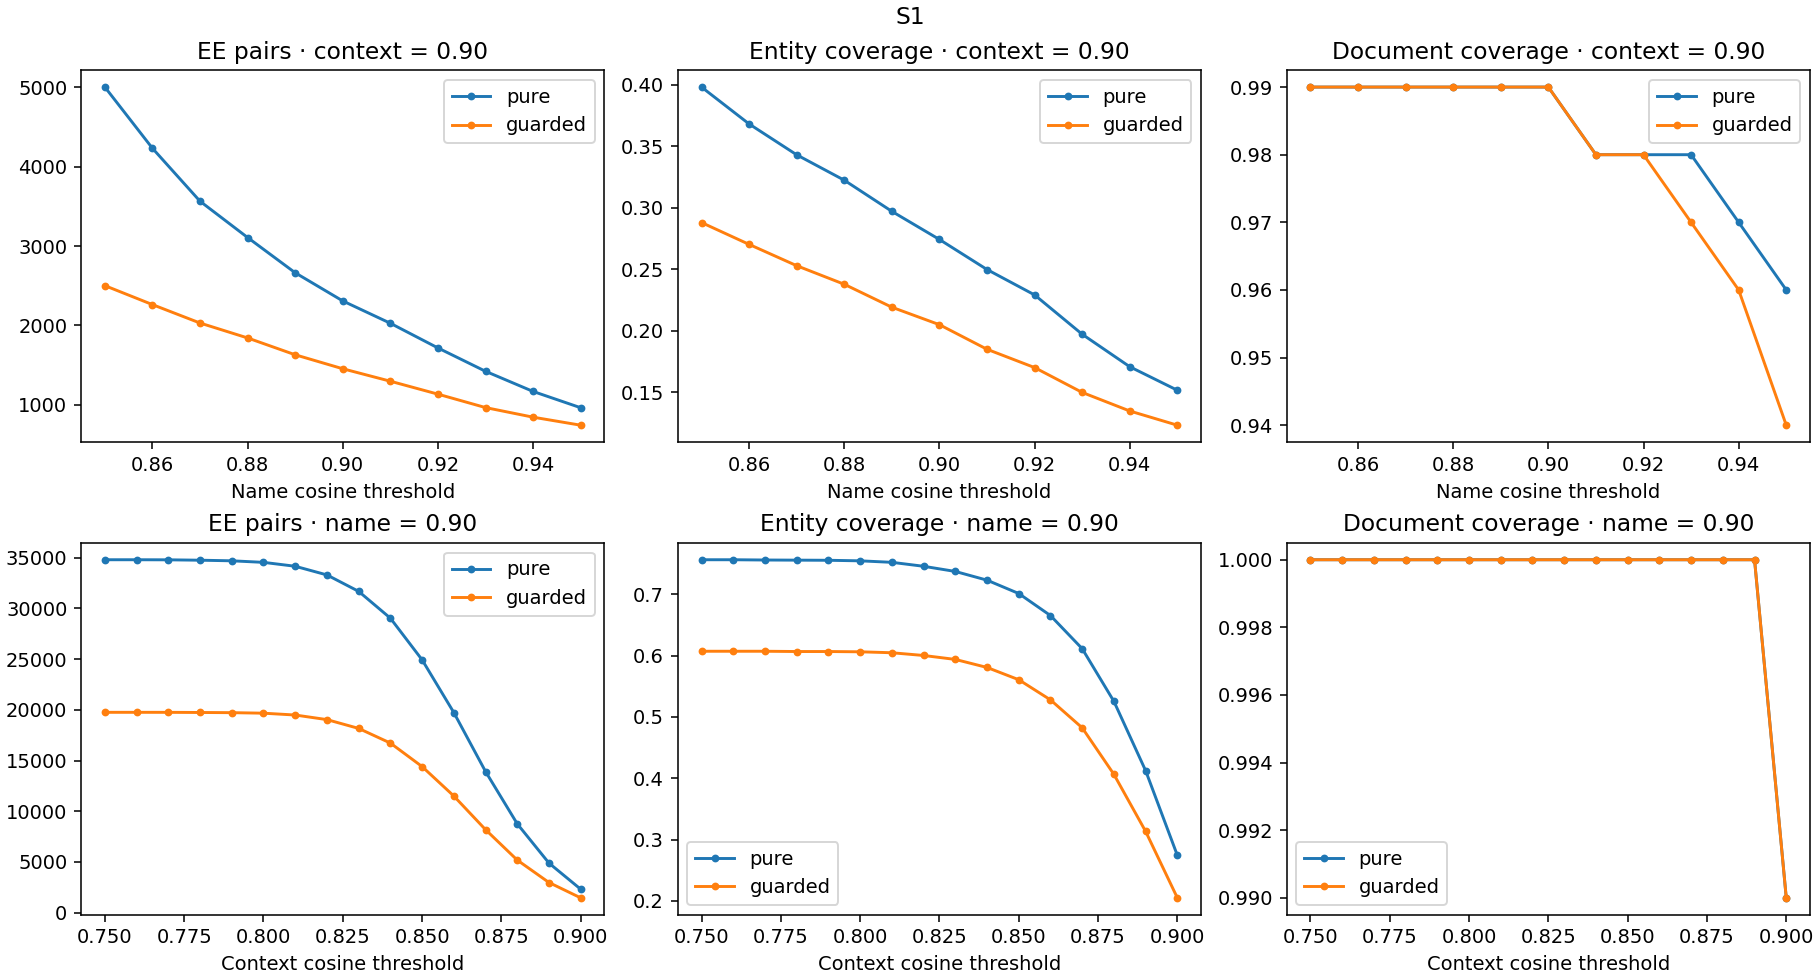 S1
EE pairs · context = 0.90
5000
4000
3000
2000
1000
0.86 0.88 0.90 0.92 0.94
Name cosine threshold
pure
guarded
Entity coverage · context = 0.90
0.40
0.35
0.30
0.25
0.20
0.15
0.86 0.88 0.90 0.92 0.94
Name cosine threshold
pure
guarded
Document coverage · context = 0.90
0.99
0.98
0.97
0.96
0.95
0.94
0.86 0.88 0.90 0.92 0.94
Name cosine threshold
pure
guarded
EE pairs · name = 0.90
35000
30000
25000
20000
15000
10000
5000
0
0.750 0.775 0.800 0.825 0.850 0.875 0.900
Context cosine threshold
pure
guarded
Entity coverage · name = 0.90
0.7
0.6
0.5
0.4
0.3
0.2
0.750 0.775 0.800 0.825 0.850 0.875 0.900
Context cosine threshold
pure
guarded
Document coverage · name = 0.90
1.000
0.998
0.996
0.994
0.992
0.990
0.750 0.775 0.800 0.825 0.850 0.875 0.900
Context cosine threshold
pure
guarded